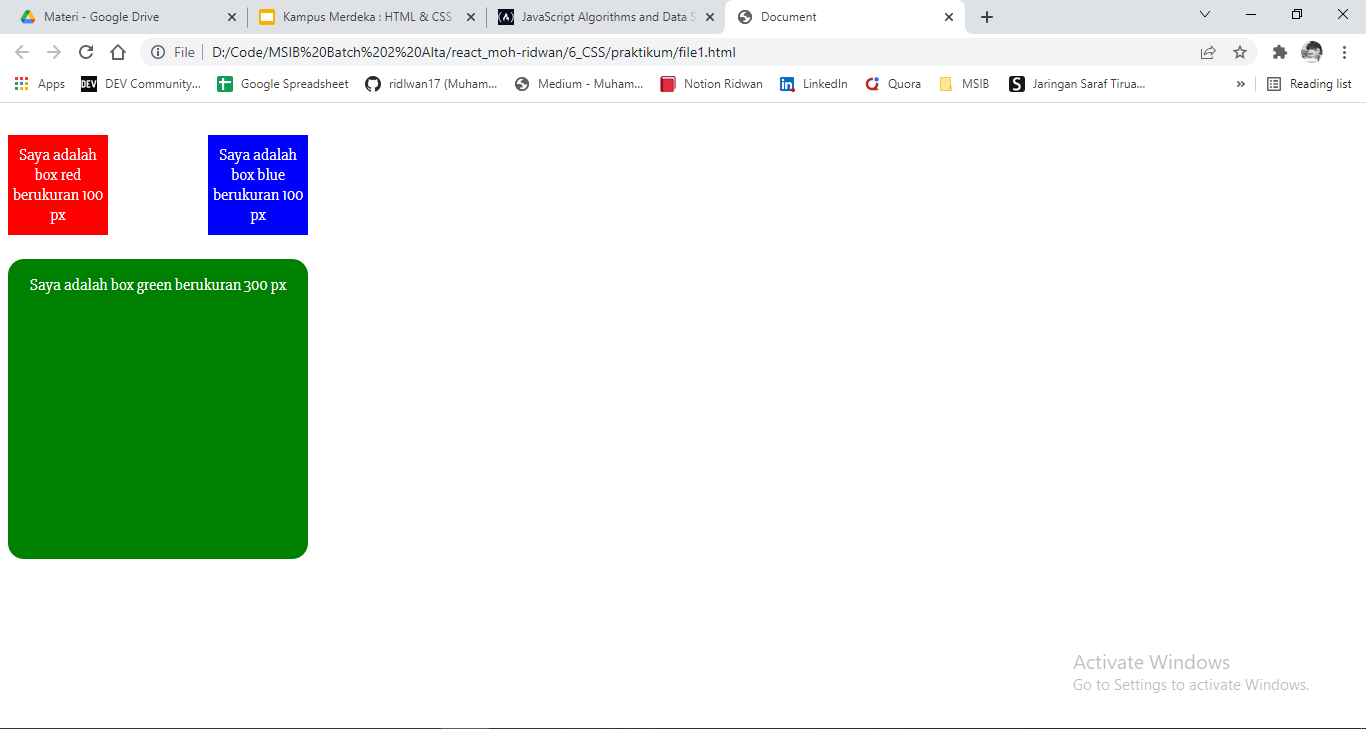 Materi - Google Drive
Kampus Merdeka : HTML & CSS
JavaScript Algorithms and Data S
Document
File
D:/Code/MSIB%20Batch%202%20Alta/react_moh-ridwan/6_CSS/praktikum/file1.html
Apps
DEV
DEV Community...
Google Spreadsheet
ridlwan17 (Muham...
Medium - Muham...
Notion Ridwan
LinkedIn
Quora
MSIB
Jaringan Saraf Tirua...
»
Reading list
Saya adalah
box red
berukuran 100
px
Saya adalah
box blue
berukuran 100
px
Saya adalah box green berukuran 300 px
Activate Windows
Go to Settings to activate Windows.